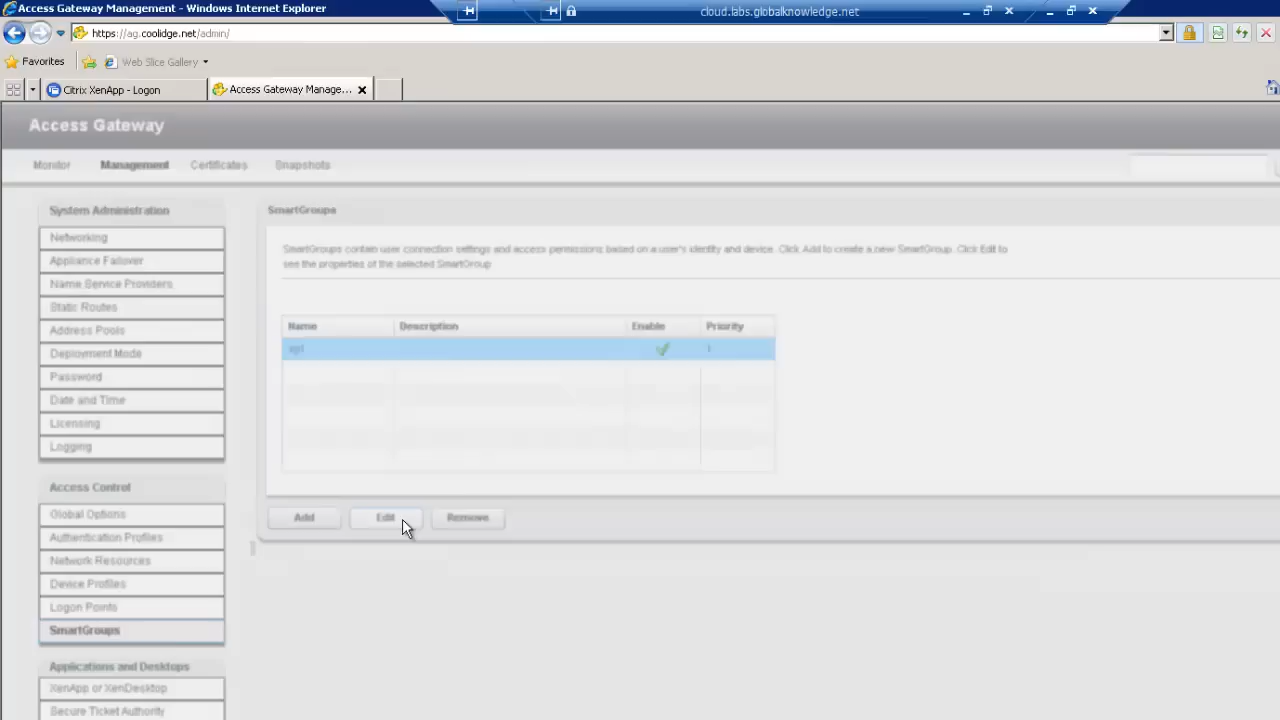 Access Gateway Management - Windows Internet Explorer
cloud.labs.globalknowledge.net
https://ag.coolidge.net/admin/
Favorites
Web Slice Gallery
Citrix XenApp - Logon
Access Gateway Manage...
Access Gateway
Monitor
Management
Certificates
Snapshots
System Administration
Networking
Appliance Failover
Name Service Providers
Static Routes
Address Pools
Deployment Mode
Password
Date and Time
Licensing
Logging
Access Control
Global Options
Authentication Profiles
Network Resources
Device Profiles
Logon Points
SmartGroups
Applications and Desktops
XenApp or XenDesktop
Secure Ticket Authority
SmartGroups
SmartGroups contain user connection settings and access permissions based on a user's identity and device. Click Add to create a new SmartGroup. Click Edit to
see the properties of the selected SmartGroup
Name Description Enable Priority
1
Add Edit Remove